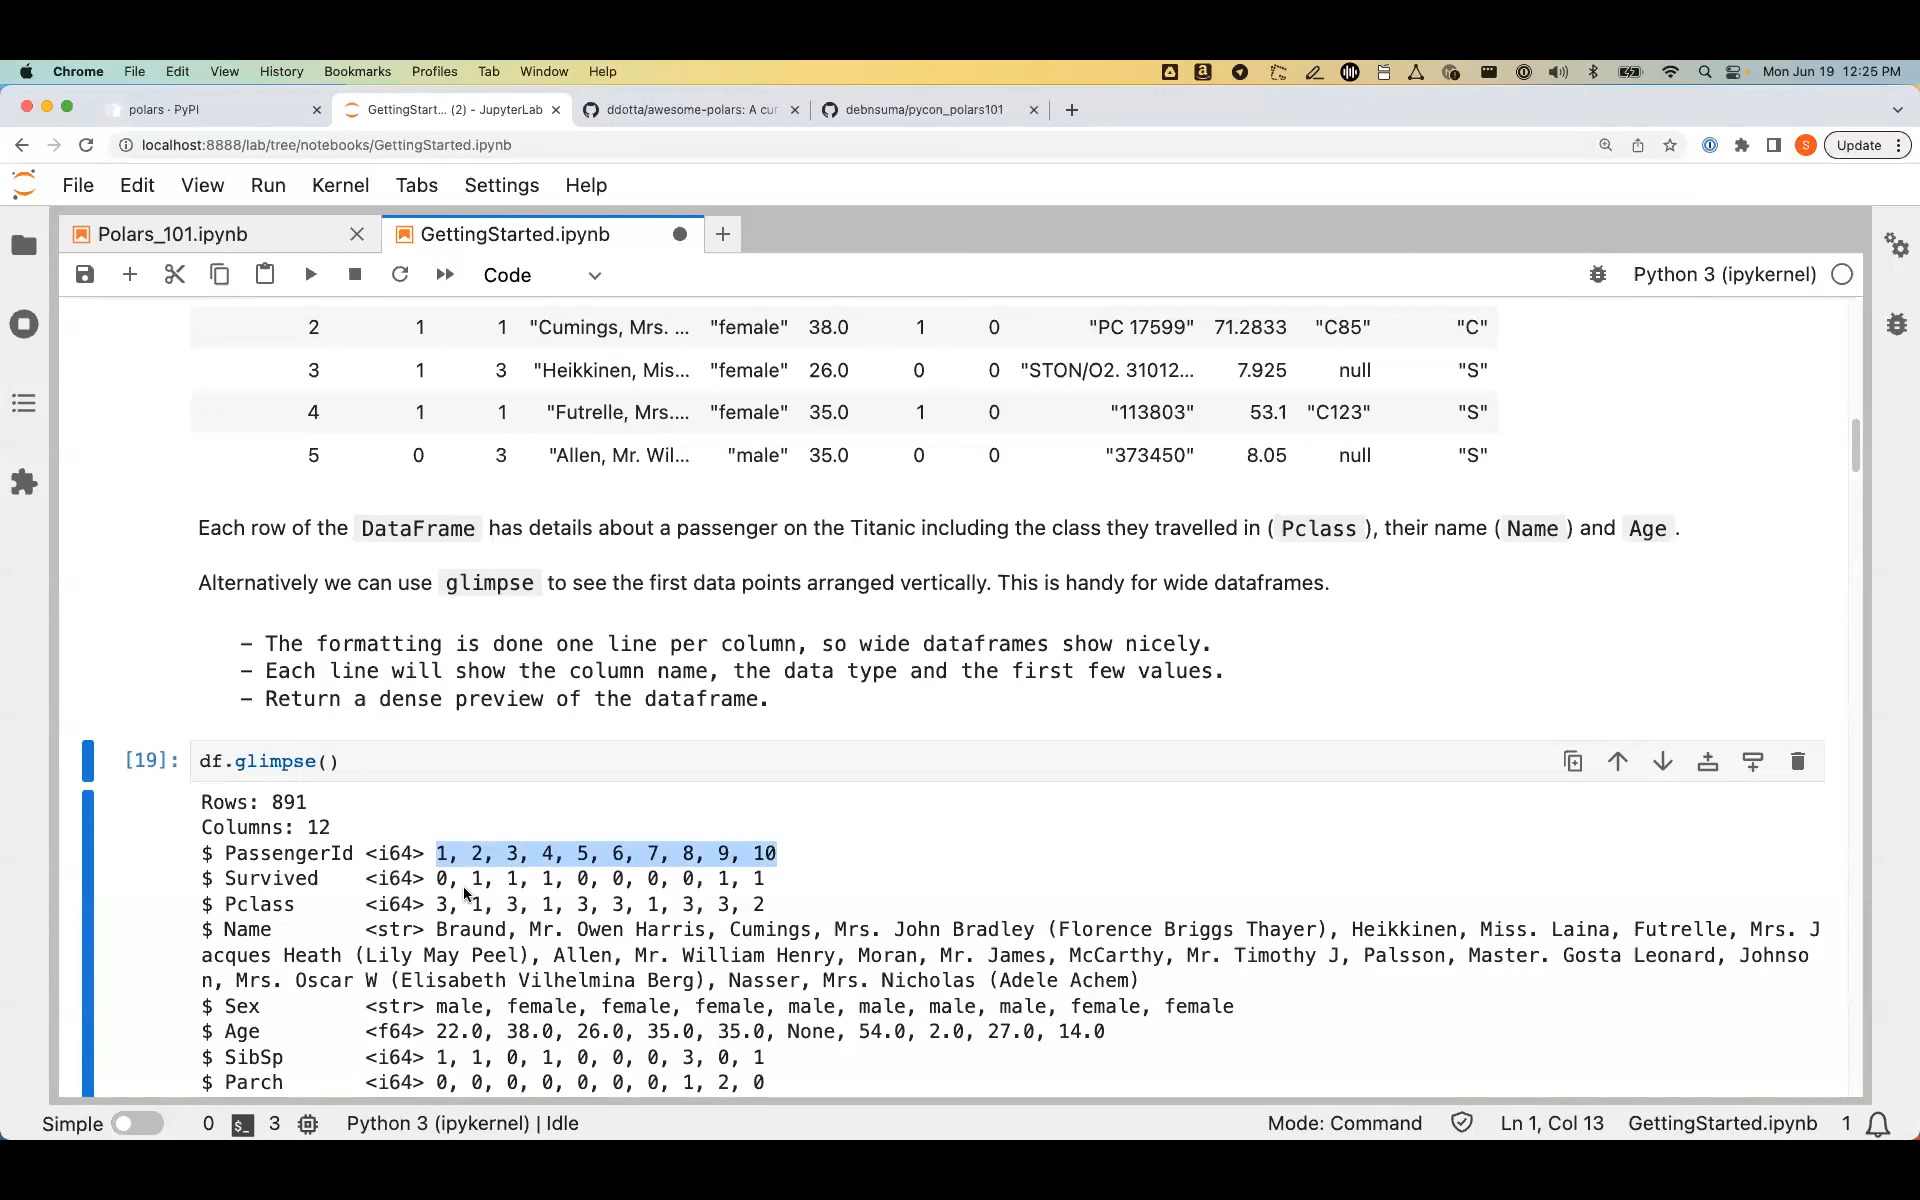 Chrome File Edit View History Bookmarks Profiles Tab Window Help Mon Jun 19 12:25 PM
polars · PyPI GettingStart... (2) - JupyterLab ddotta/awesome-polars: A cur debnsuma/pycon_polars101
localhost:8888/lab/tree/notebooks/GettingStarted.ipynb S Update
File Edit View Run Kernel Tabs Settings Help
Polars_101.ipynb GettingStarted.ipynb
Code Python 3 (ipykernel)
2 1 1 "Cumings, Mrs. ... "female" 38.0 1 0 "PC 17599" 71.2833 "C85" "C"
3 1 3 "Heikkinen, Mis... "female" 26.0 0 0 "STON/O2. 31012... 7.925 null "S"
4 1 1 "Futrelle, Mrs.... "female" 35.0 1 0 "113803" 53.1 "C123" "S"
5 0 3 "Allen, Mr. Wil... "male" 35.0 0 0 "373450" 8.05 null "S"
Each row of the DataFrame has details about a passenger on the Titanic including the class they travelled in ( Pclass ), their name ( Name ) and Age .
Alternatively we can use glimpse to see the first data points arranged vertically. This is handy for wide dataframes.
– The formatting is done one line per column, so wide dataframes show nicely.
– Each line will show the column name, the data type and the first few values.
– Return a dense preview of the dataframe.
[19]: df.glimpse()
Rows: 891
Columns: 12
$ PassengerId <i64> 1, 2, 3, 4, 5, 6, 7, 8, 9, 10
$ Survived <i64> 0, 1, 1, 1, 0, 0, 0, 0, 1, 1
$ Pclass <i64> 3, 1, 3, 1, 3, 3, 1, 3, 3, 2
$ Name <str> Braund, Mr. Owen Harris, Cumings, Mrs. John Bradley (Florence Briggs Thayer), Heikkinen, Miss. Laina, Futrelle, Mrs. J
acques Heath (Lily May Peel), Allen, Mr. William Henry, Moran, Mr. James, McCarthy, Mr. Timothy J, Palsson, Master. Gosta Leonard, Johnso
n, Mrs. Oscar W (Elisabeth Vilhelmina Berg), Nasser, Mrs. Nicholas (Adele Achem)
$ Sex <str> male, female, female, female, male, male, male, male, female, female
$ Age <f64> 22.0, 38.0, 26.0, 35.0, 35.0, None, 54.0, 2.0, 27.0, 14.0
$ SibSp <i64> 1, 1, 0, 1, 0, 0, 0, 3, 0, 1
$ Parch <i64> 0, 0, 0, 0, 0, 0, 0, 1, 2, 0
Simple 0 $_ 3 Python 3 (ipykernel) | Idle Mode: Command Ln 1, Col 13 GettingStarted.ipynb 1